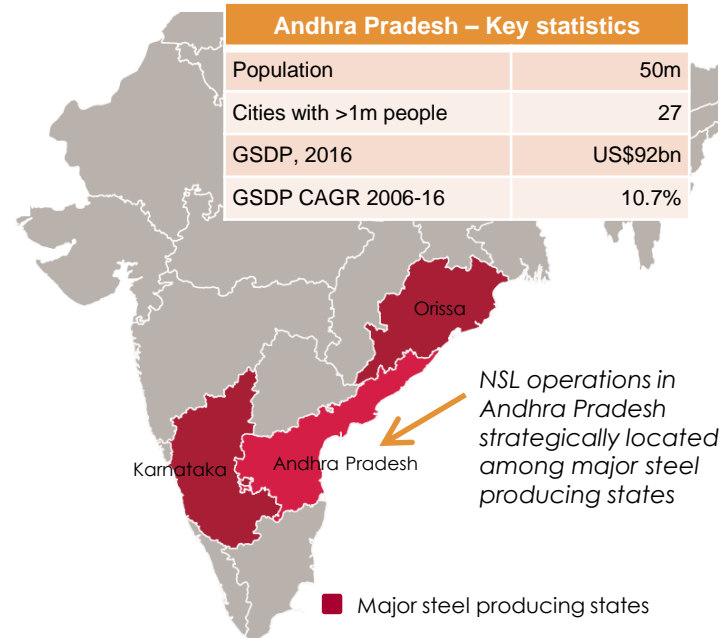 Andhra Pradesh – Key statistics
Population 50m
Cities with >1m people 27
GSDP, 2016 US$92bn
GSDP CAGR 2006-16 10.7%
Orissa
NSL operations in
Andhra Pradesh
strategically located
among major steel
producing states
Karnataka
Andhra Pradesh
Major steel producing states